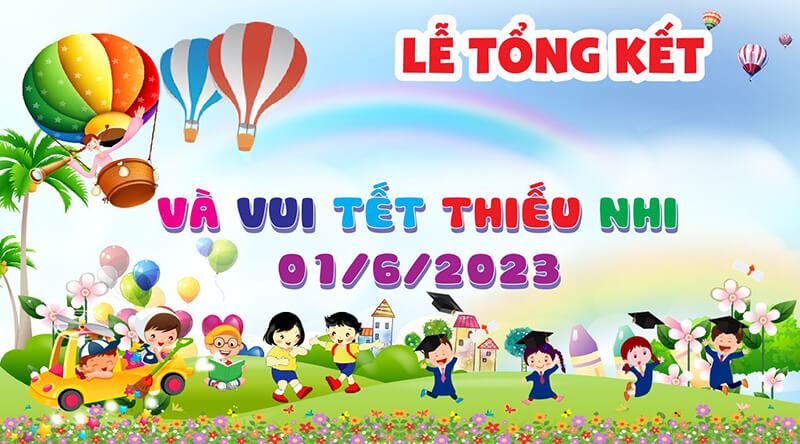 LỄ TỔNG KẾT
VÀ VUI TẾT THIẾU NHI
01/6/2023